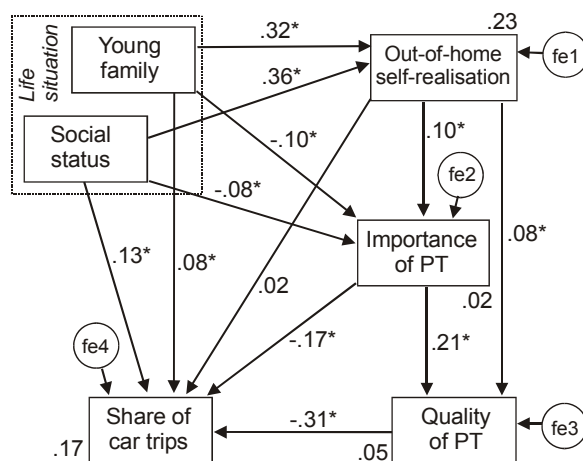 .23
Young
family
.32*
Out-of-home
self-realisation
fe1
Life
situation
.36*
Social
status
-.10*
.10*
-.08*
fe2
Importance
of PT
.13*
.08*
.02
.08*
.02
fe4
-.17*
.21*
Share of
car trips
.17
-.31*
Quality
of PT
.05
fe3